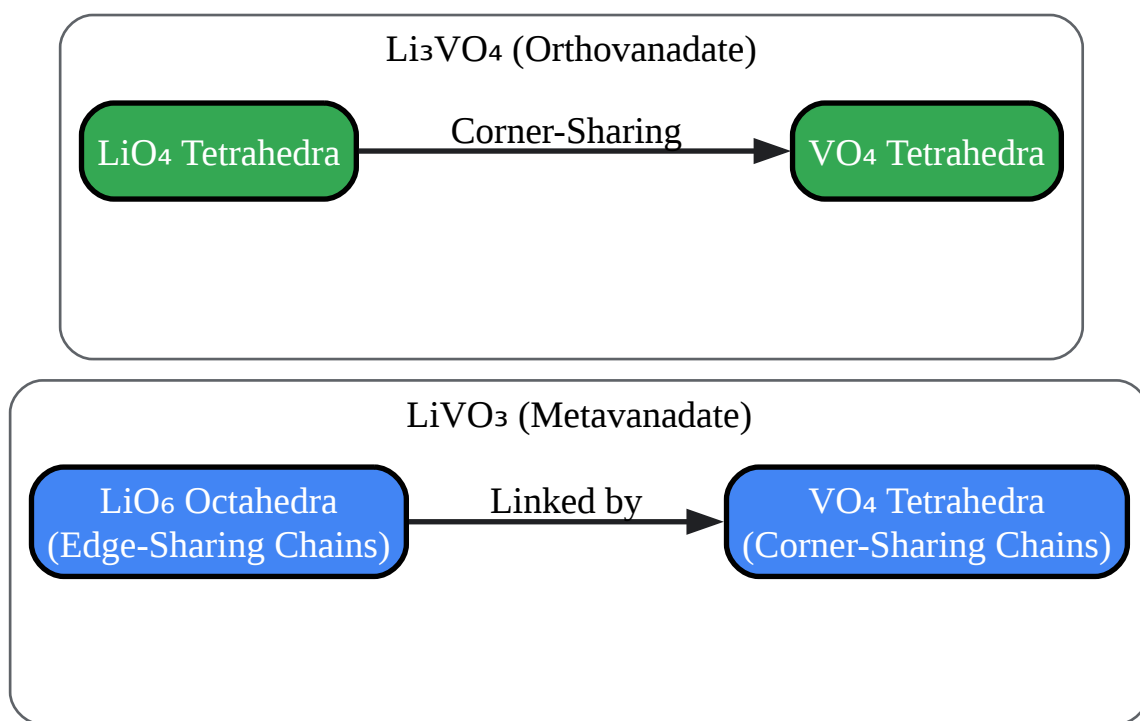 Li₃VO₄ (Orthovanadate)
LiO₄ Tetrahedra
Corner-Sharing
VO₄ Tetrahedra
LiVO₃ (Metavanadate)
LiO₆ Octahedra
(Edge-Sharing Chains)
Linked by
VO₄ Tetrahedra
(Corner-Sharing Chains)